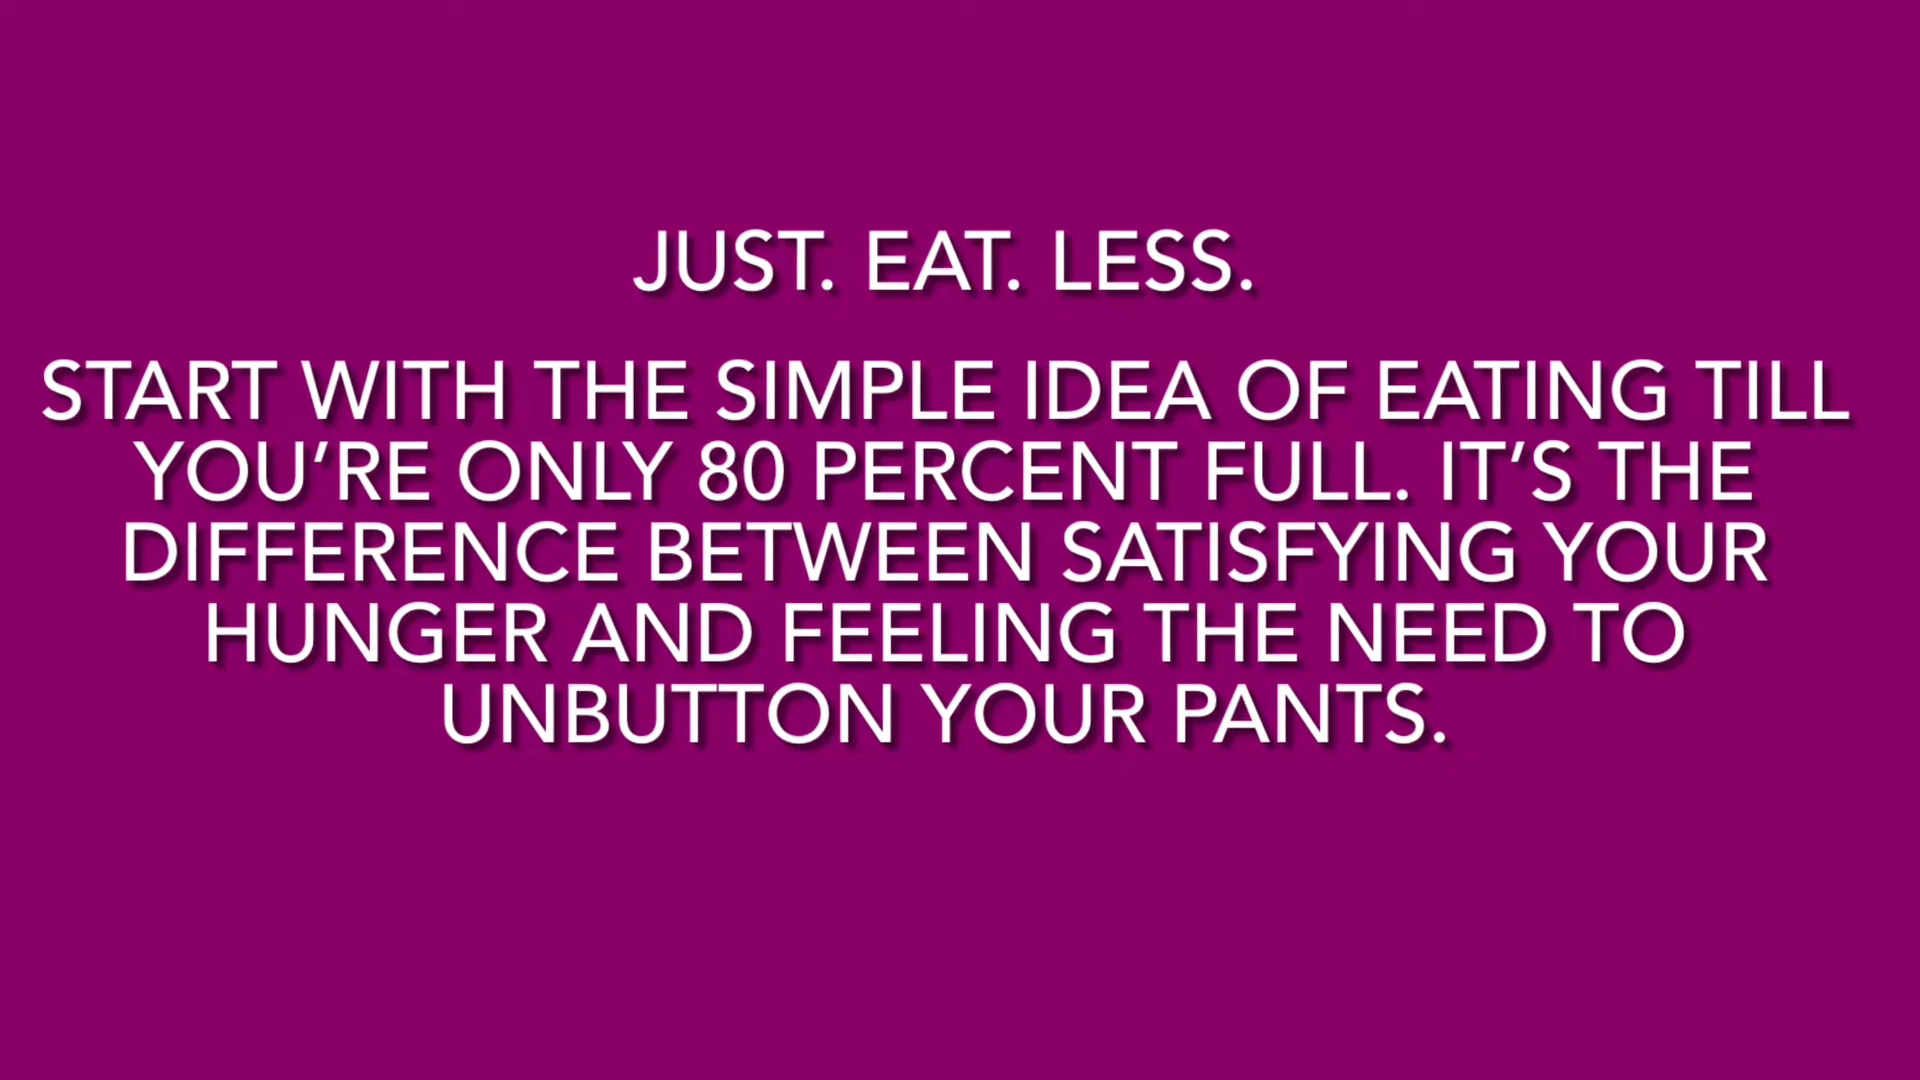 JUST. EAT. LESS.
START WITH THE SIMPLE IDEA OF EATING TILL
YOU’RE ONLY 80 PERCENT FULL. IT’S THE
DIFFERENCE BETWEEN SATISFYING YOUR
HUNGER AND FEELING THE NEED TO
UNBUTTON YOUR PANTS.